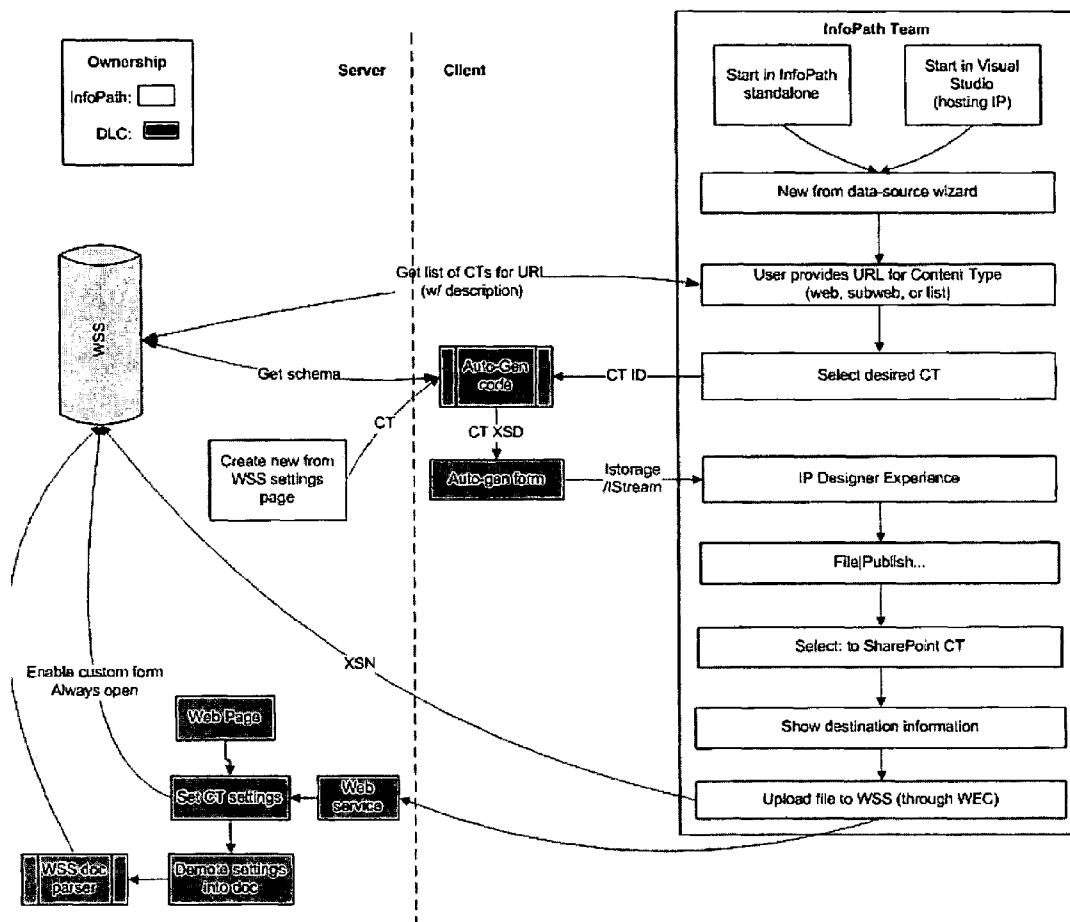 InfoPath Team
Ownership
InfoPath:
DLC:
Server
Client
Start in InfoPath
standalone
Start in Visual
Studio
(hosting IP)
New from data-source wizard
Get list of CTs for URL
(w/ description)
User provides URL for Content Type
(web, subweb, or list)
WSS
Get schema
Auto-Gen
code
CT ID
Select desired CT
CT
CT XSD
Create new from
WSS settings
page
Auto-gen form
Istorage
/IStream
IP Designer Experience
File|Publish...
Select: to SharePoint CT
XSN
Enable custom form
Always open
Web Page
Show destination information
Set CT settings
Web
service
Upload file to WSS (through WEC)
WSS doc
parser
Demote settings
into doc